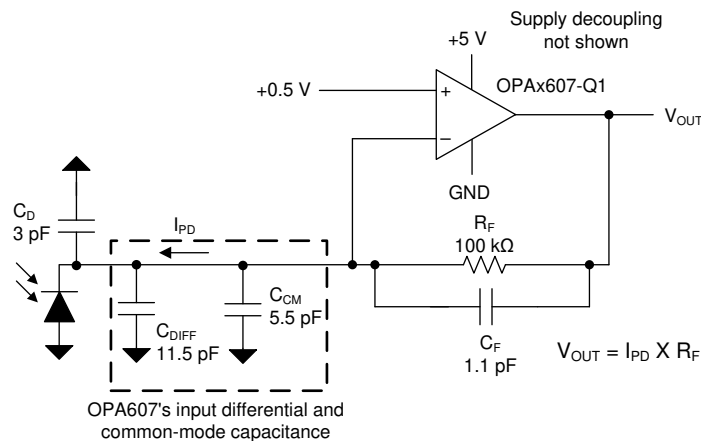 Supply decoupling
not shown
+5 V
OPAx607-Q1
+0.5 V
+
−
V_OUT
GND
C_D
3 pF
I_PD
R_F
100 kΩ
C_CM
5.5 pF
C_DIFF
11.5 pF
C_F
1.1 pF
V_OUT = I_PD X R_F
OPA607's input differential and
common-mode capacitance